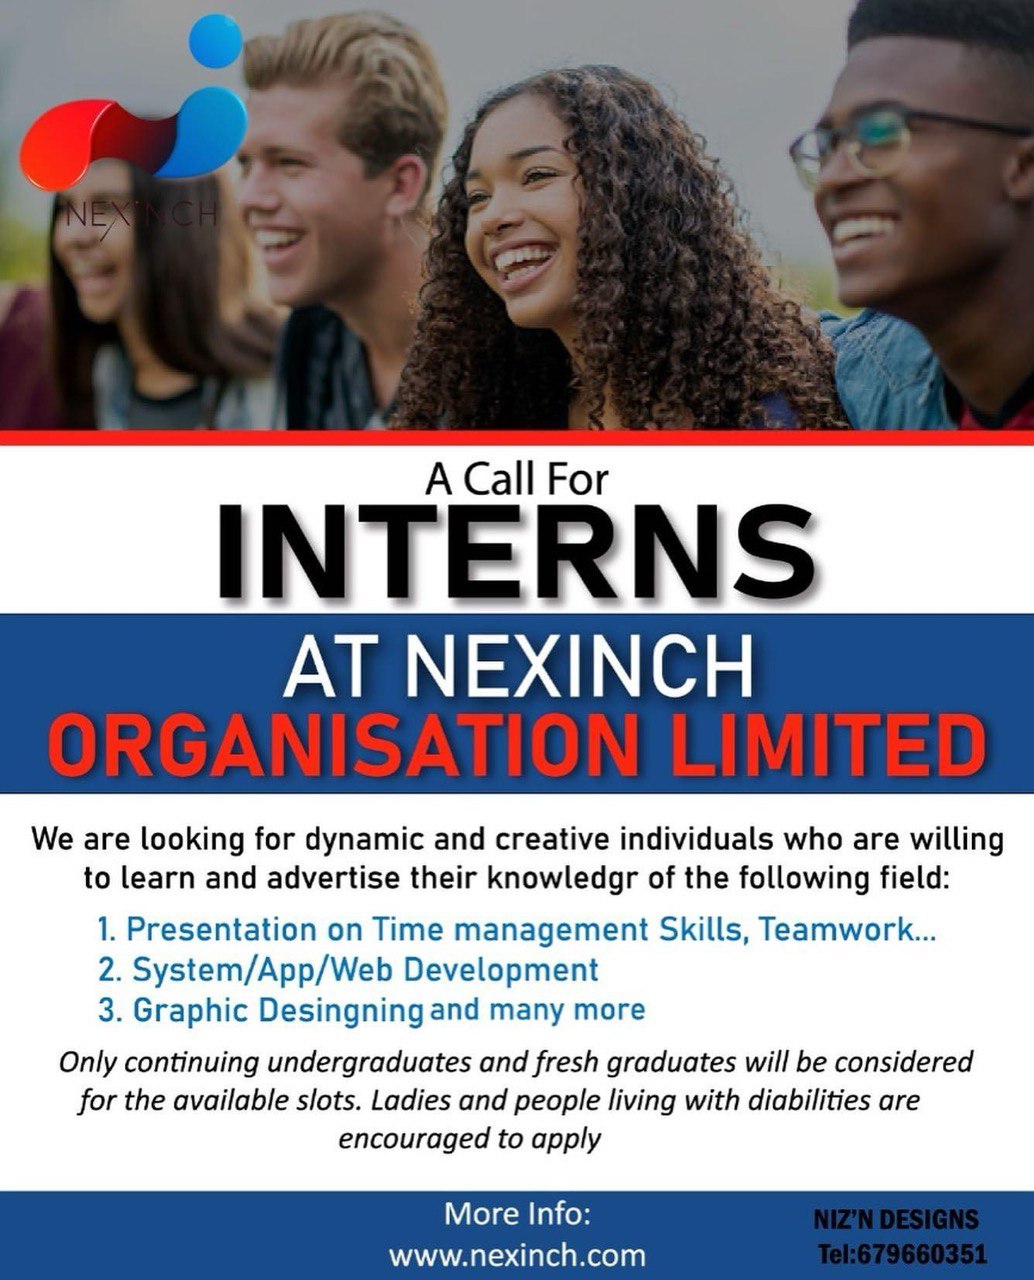 NEXINCH
A Call For
INTERNS
AT NEXINCH
ORGANISATION LIMITED
We are looking for dynamic and creative individuals who are willing
to learn and advertise their knowledgr of the following field:
1. Presentation on Time management Skills, Teamwork...
2. System/App/Web Development
3. Graphic Desingning and many more
Only continuing undergraduates and fresh graduates will be considered
for the available slots. Ladies and people living with disabilities are
encouraged to apply
More Info:
www.nexinch.com
NIZ'N DESIGNS
Tel:679660351